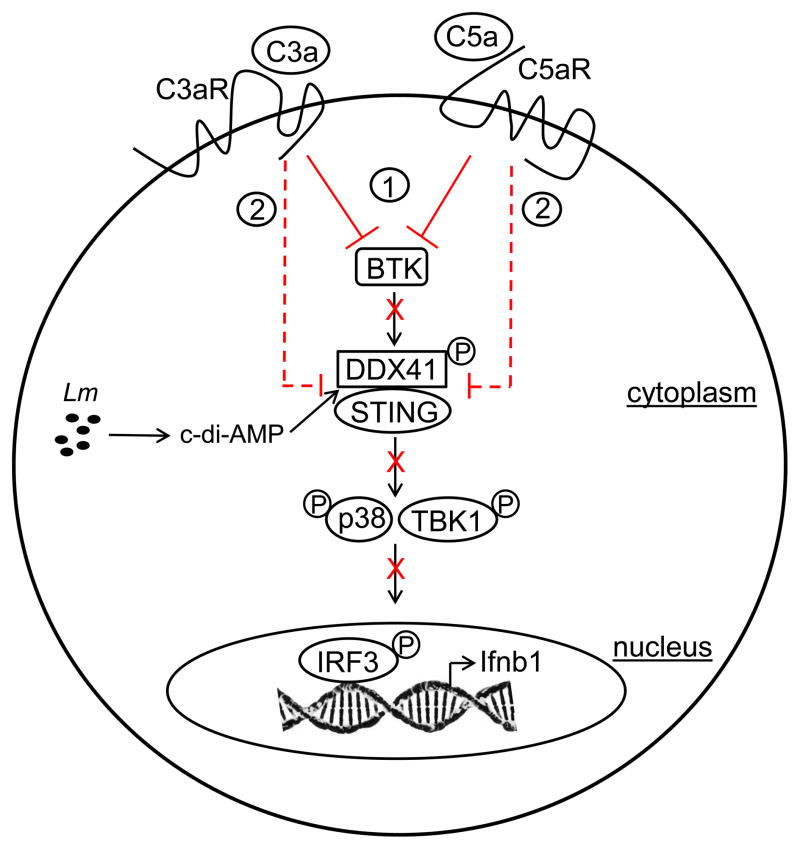 C3a
C5a
C3aR
C5aR
1
2
2
BTK
X
DDX41
P
STING
Lm
c-di-AMP
cytoplasm
X
P
p38
TBK1
P
X
nucleus
IRF3
P
Ifnb1